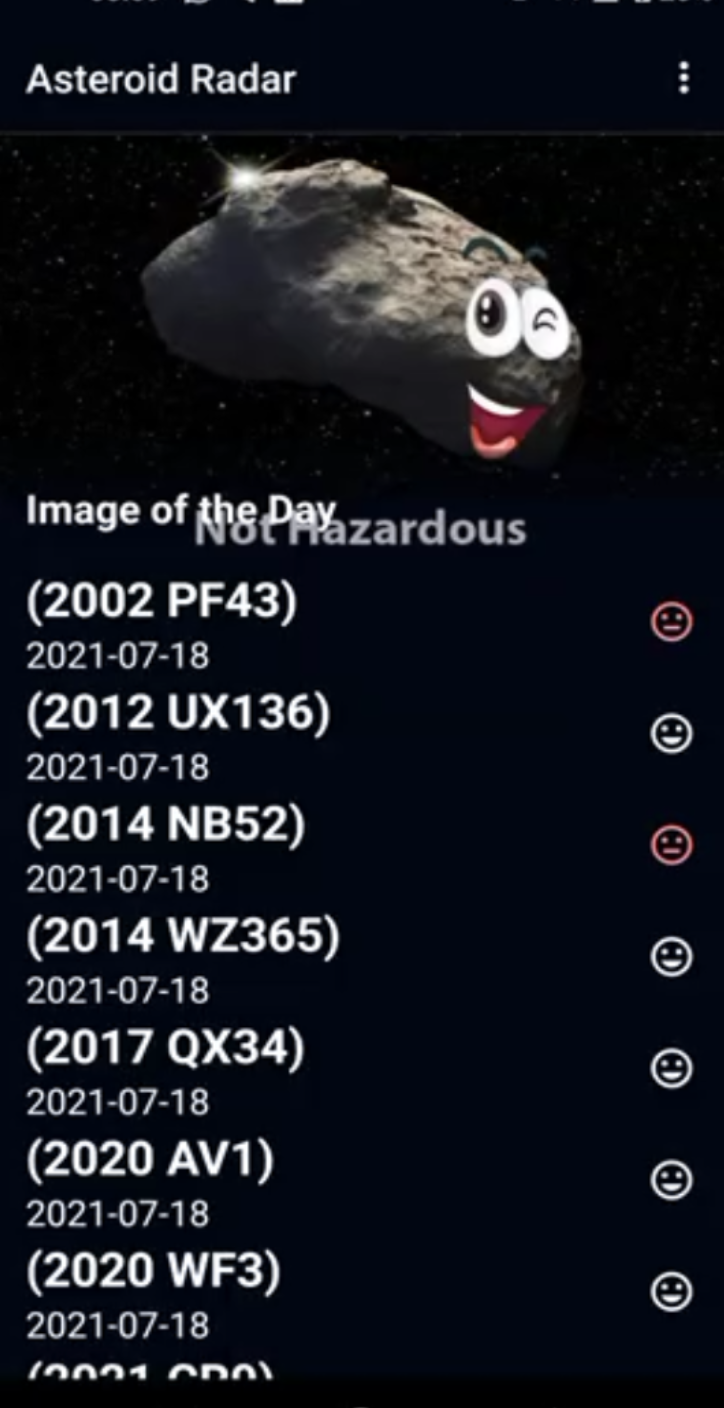 Asteroid Radar
Image of the Day
Not Hazardous
(2002 PF43)
2021-07-18
(2012 UX136)
2021-07-18
(2014 NB52)
2021-07-18
(2014 WZ365)
2021-07-18
(2017 QX34)
2021-07-18
(2020 AV1)
2021-07-18
(2020 WF3)
2021-07-18